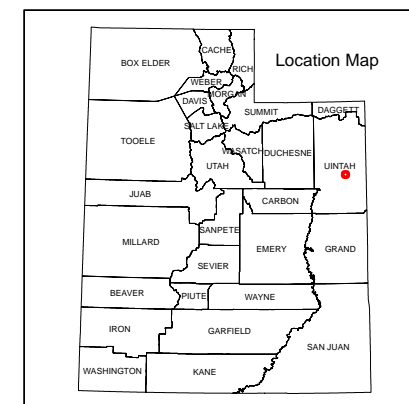 Location Map
BOX ELDER
CACHE
RICH
WEBER
MORGAN
DAVIS
SUMMIT
DAGGETT
SALT LAKE
TOOELE
WASATCH
DUCHESNE
UINTAH
UTAH
JUAB
CARBON
SANPETE
MILLARD
EMERY
GRAND
SEVIER
BEAVER
PIUTE
WAYNE
IRON
GARFIELD
SAN JUAN
WASHINGTON
KANE